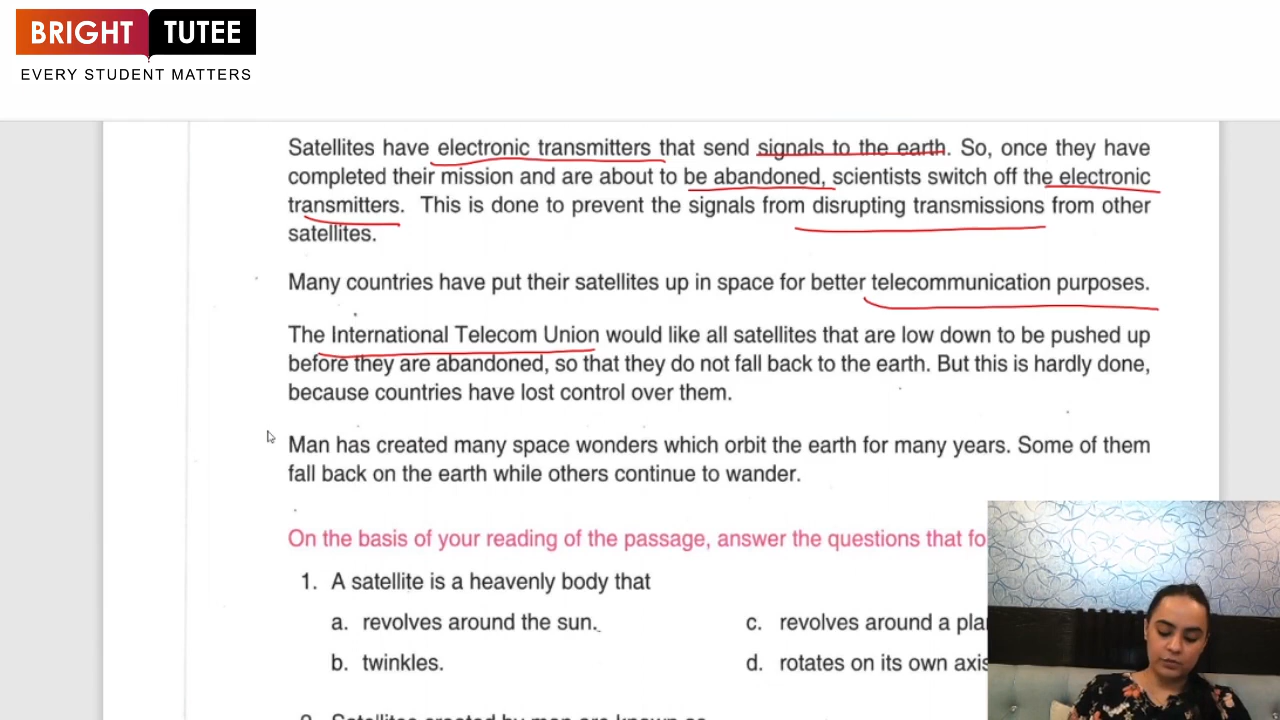 BRIGHT TUTEE
EVERY STUDENT MATTERS
Satellites have electronic transmitters that send signals to the earth. So, once they have
completed their mission and are about to be abandoned, scientists switch off the electronic
transmitters. This is done to prevent the signals from disrupting transmissions from other
satellites.
Many countries have put their satellites up in space for better telecommunication purposes.
The International Telecom Union would like all satellites that are low down to be pushed up
before they are abandoned, so that they do not fall back to the earth. But this is hardly done,
because countries have lost control over them.
Man has created many space wonders which orbit the earth for many years. Some of them
fall back on the earth while others continue to wander.
On the basis of your reading of the passage, answer the questions that fo
1. A satellite is a heavenly body that
a. revolves around the sun. c. revolves around a pla
b. twinkles. d. rotates on its own axis
2. Satellites created by men are known as